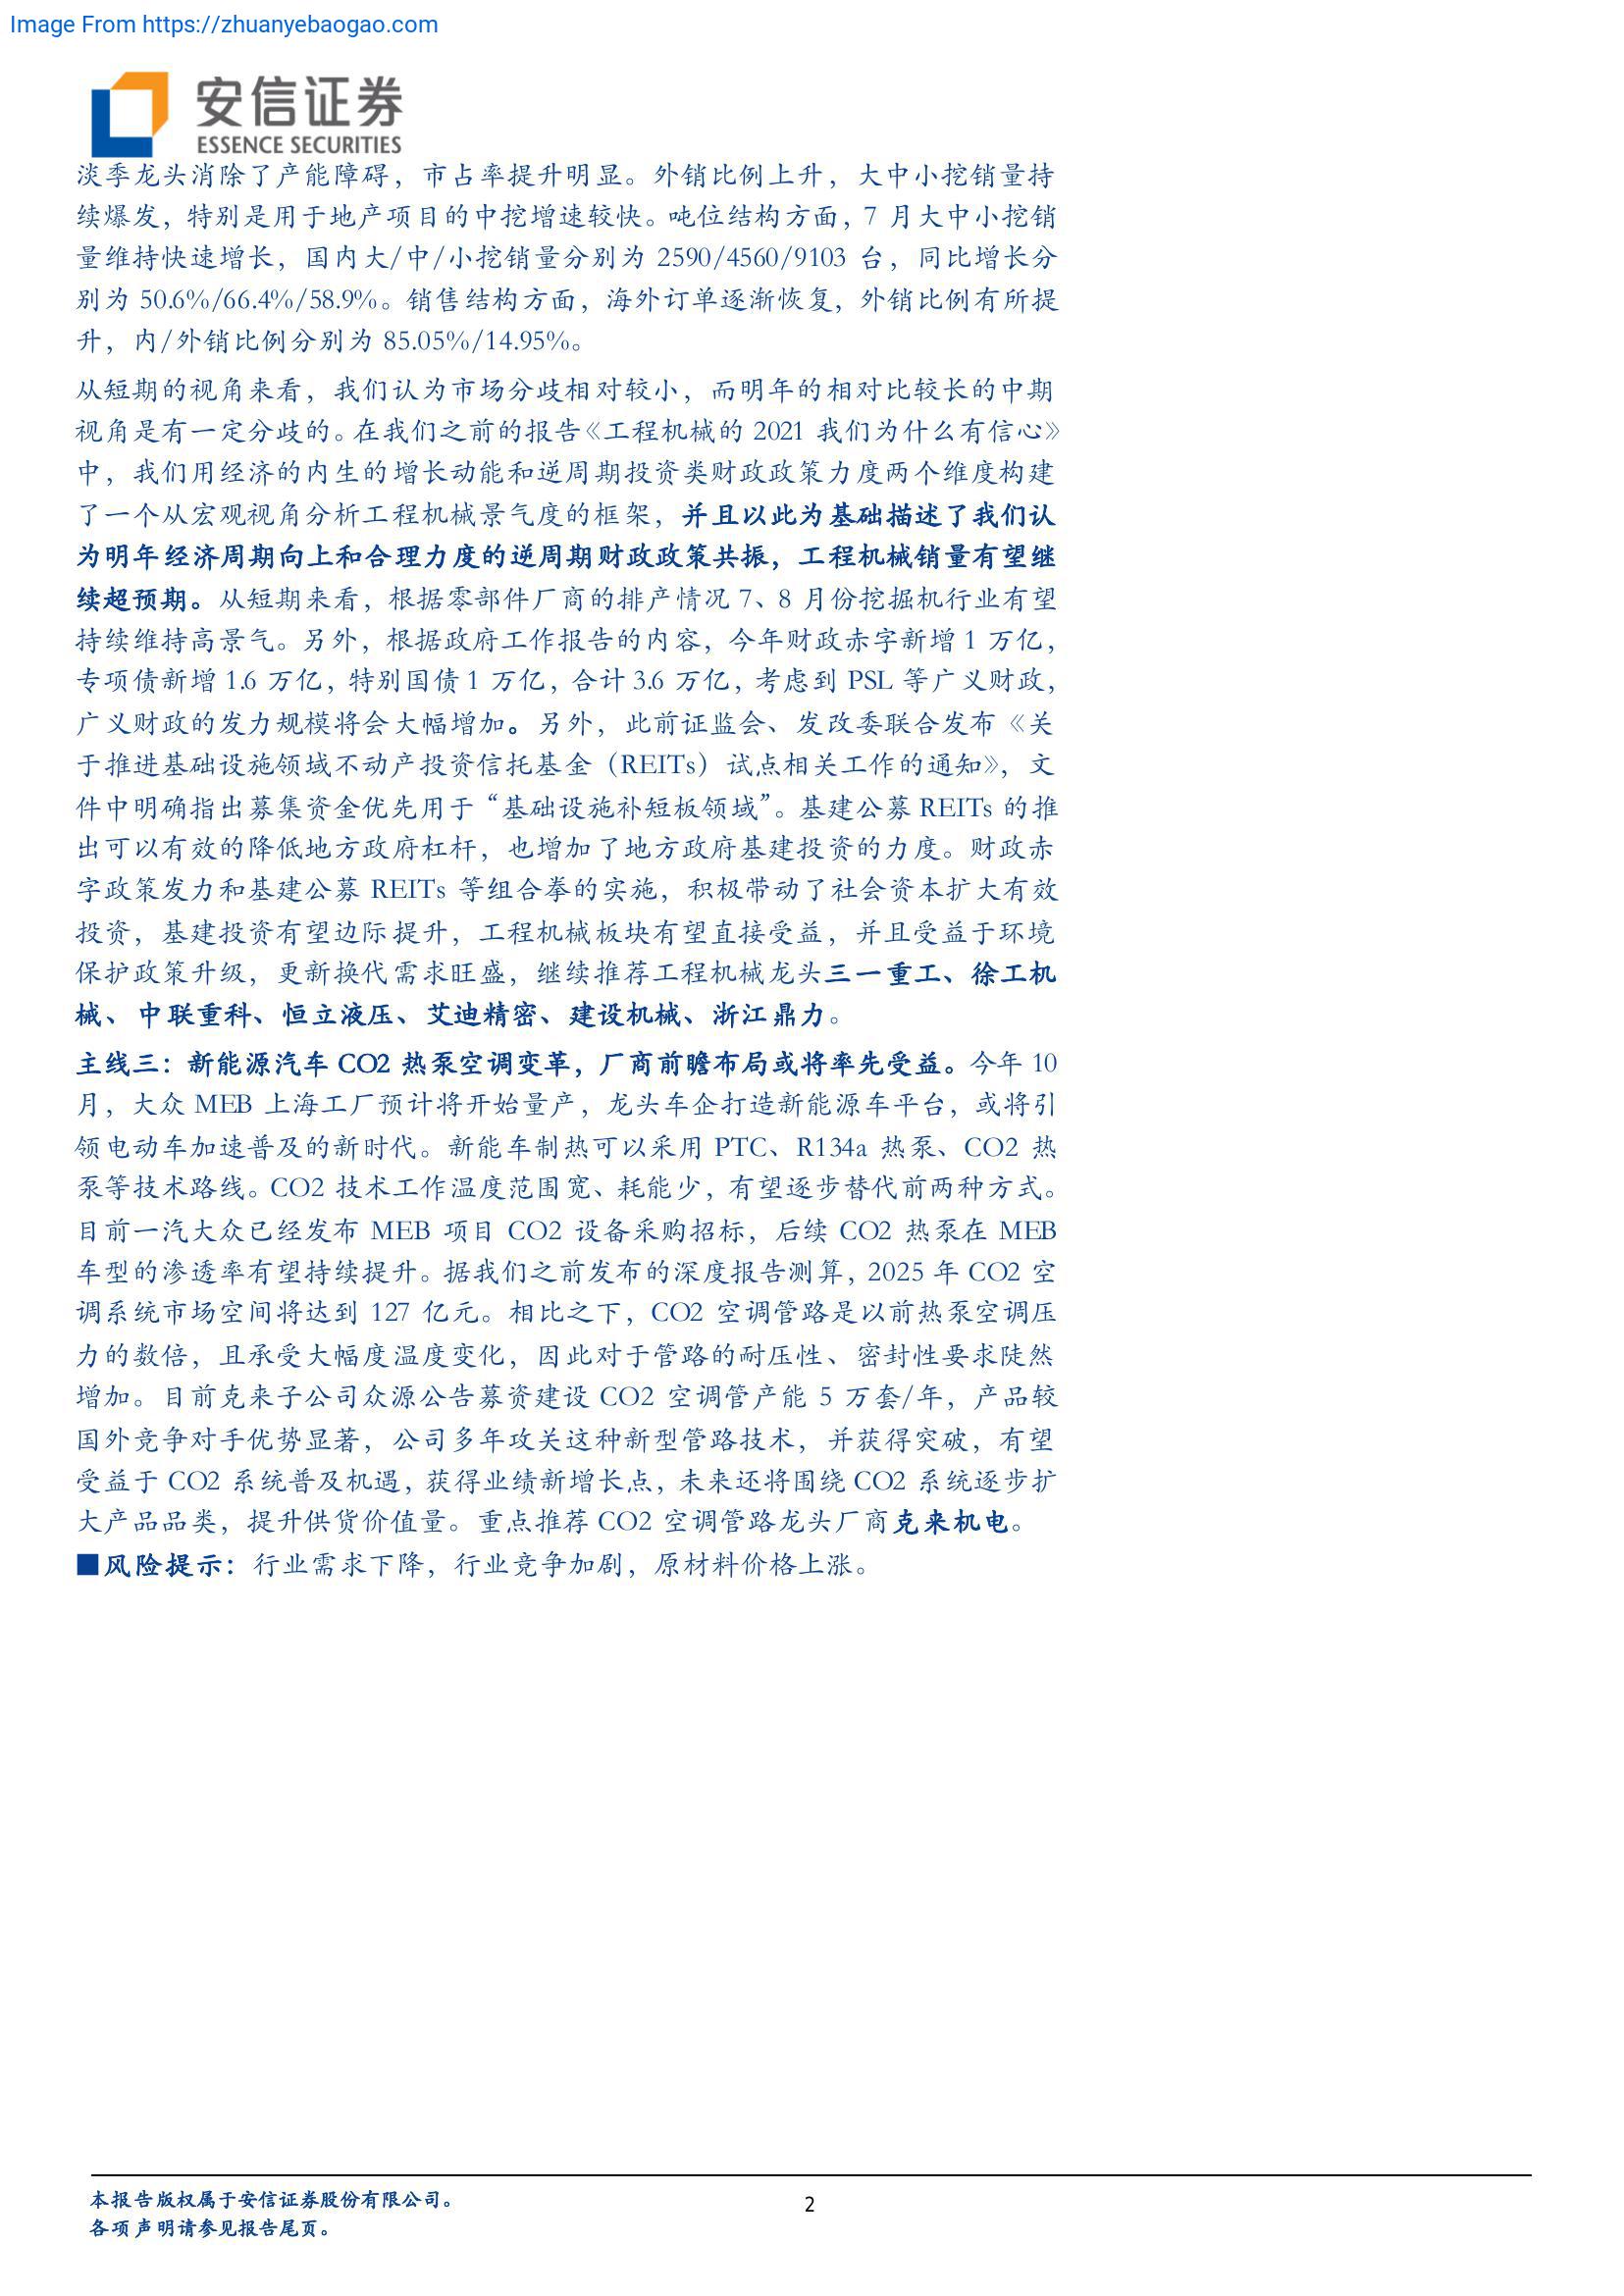 Image From https://zhuanyebaogao.com
安信证券
ESSENCE SECURITIES
淡季龙头消除了产能障碍，市占率提升明显。外销比例上升，大中小挖销量持
续爆发，特别是用于地产项目的中挖增速较快。吨位结构方面，7 月大中小挖销
量维持快速增长，国内大/中/小挖销量分别为 2590/4560/9103 台，同比增长分
别为 50.6%/66.4%/58.9%。销售结构方面，海外订单逐渐恢复，外销比例有所提
升，内/外销比例分别为 85.05%/14.95%。
从短期的视角来看，我们认为市场分歧相对较小，而明年的相对比较长的中期
视角是有一定分歧的。在我们之前的报告《工程机械的 2021 我们为什么有信心》
中，我们用经济的内生的增长动能和逆周期投资类财政政策力度两个维度构建
了一个从宏观视角分析工程机械景气度的框架，并且以此为基础描述了我们认
为明年经济周期向上和合理力度的逆周期财政政策共振，工程机械销量有望继
续超预期。从短期来看，根据零部件厂商的排产情况 7、8 月份挖掘机行业有望
持续维持高景气。另外，根据政府工作报告的内容，今年财政赤字新增 1 万亿，
专项债新增 1.6 万亿，特别国债 1 万亿，合计 3.6 万亿，考虑到 PSL 等广义财政，
广义财政的发力规模将会大幅增加。另外，此前证监会、发改委联合发布《关
于推进基础设施领域不动产投资信托基金（REITs）试点相关工作的通知》，文
件中明确指出募集资金优先用于“基础设施补短板领域”。基建公募 REITs 的推
出可以有效的降低地方政府杠杆，也增加了地方政府基建投资的力度。财政赤
字政策发力和基建公募 REITs 等组合拳的实施，积极带动了社会资本扩大有效
投资，基建投资有望边际提升，工程机械板块有望直接受益，并且受益于环境
保护政策升级，更新换代需求旺盛，继续推荐工程机械龙头三一重工、徐工机
械、中联重科、恒立液压、艾迪精密、建设机械、浙江鼎力。
主线三：新能源汽车 CO2 热泵空调变革，厂商前瞻布局或将率先受益。今年 10
月，大众 MEB 上海工厂预计将开始量产，龙头车企打造新能源车平台，或将引
领电动车加速普及的新时代。新能车制热可以采用 PTC、R134a 热泵、CO2 热
泵等技术路线。CO2 技术工作温度范围宽、耗能少，有望逐步替代前两种方式。
目前一汽大众已经发布 MEB 项目 CO2 设备采购招标，后续 CO2 热泵在 MEB
车型的渗透率有望持续提升。据我们之前发布的深度报告测算，2025 年 CO2 空
调系统市场空间将达到 127 亿元。相比之下，CO2 空调管路是以前热泵空调压
力的数倍，且承受大幅度温度变化，因此对于管路的耐压性、密封性要求陡然
增加。目前克来子公司众源公告募资建设 CO2 空调管产能 5 万套/年，产品较
国外竞争对手优势显著，公司多年攻关这种新型管路技术，并获得突破，有望
受益于 CO2 系统普及机遇，获得业绩新增长点，未来还将围绕 CO2 系统逐步扩
大产品品类，提升供货价值量。重点推荐 CO2 空调管路龙头厂商克来机电。
■风险提示：行业需求下降，行业竞争加剧，原材料价格上涨。
本报告版权属于安信证券股份有限公司。
2
各项声明请参见报告尾页。